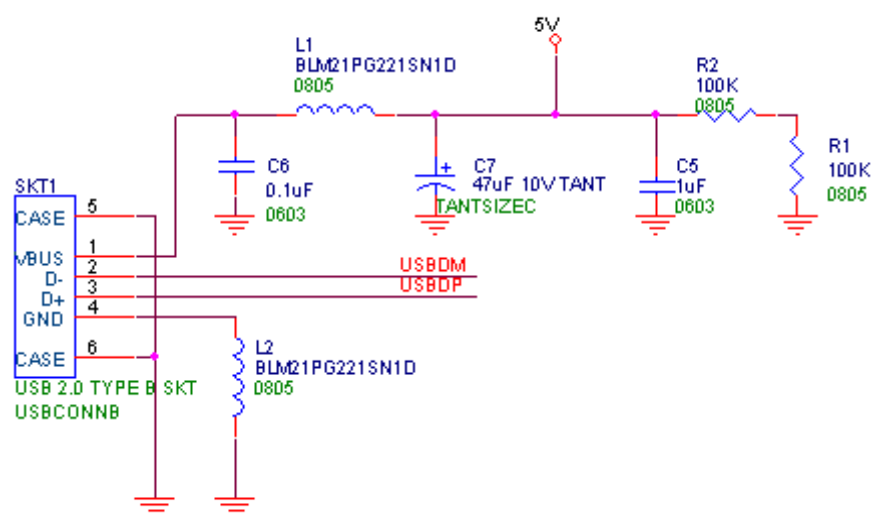 5V
L1
BLM21PG221SN1D
0805
R2
100K
0805
C6
0.1uF
0603
C7
47uF 10V TANT
TANTSIZEC
C5
1uF
0603
R1
100K
0805
SKT1
CASE 5
VBUS 1
D- 2
D+ 3
GND 4
CASE 6
USBDM
USBDP
USB 2.0 TYPE B SKT
USBCONNB
L2
BLM21PG221SN1D
0805